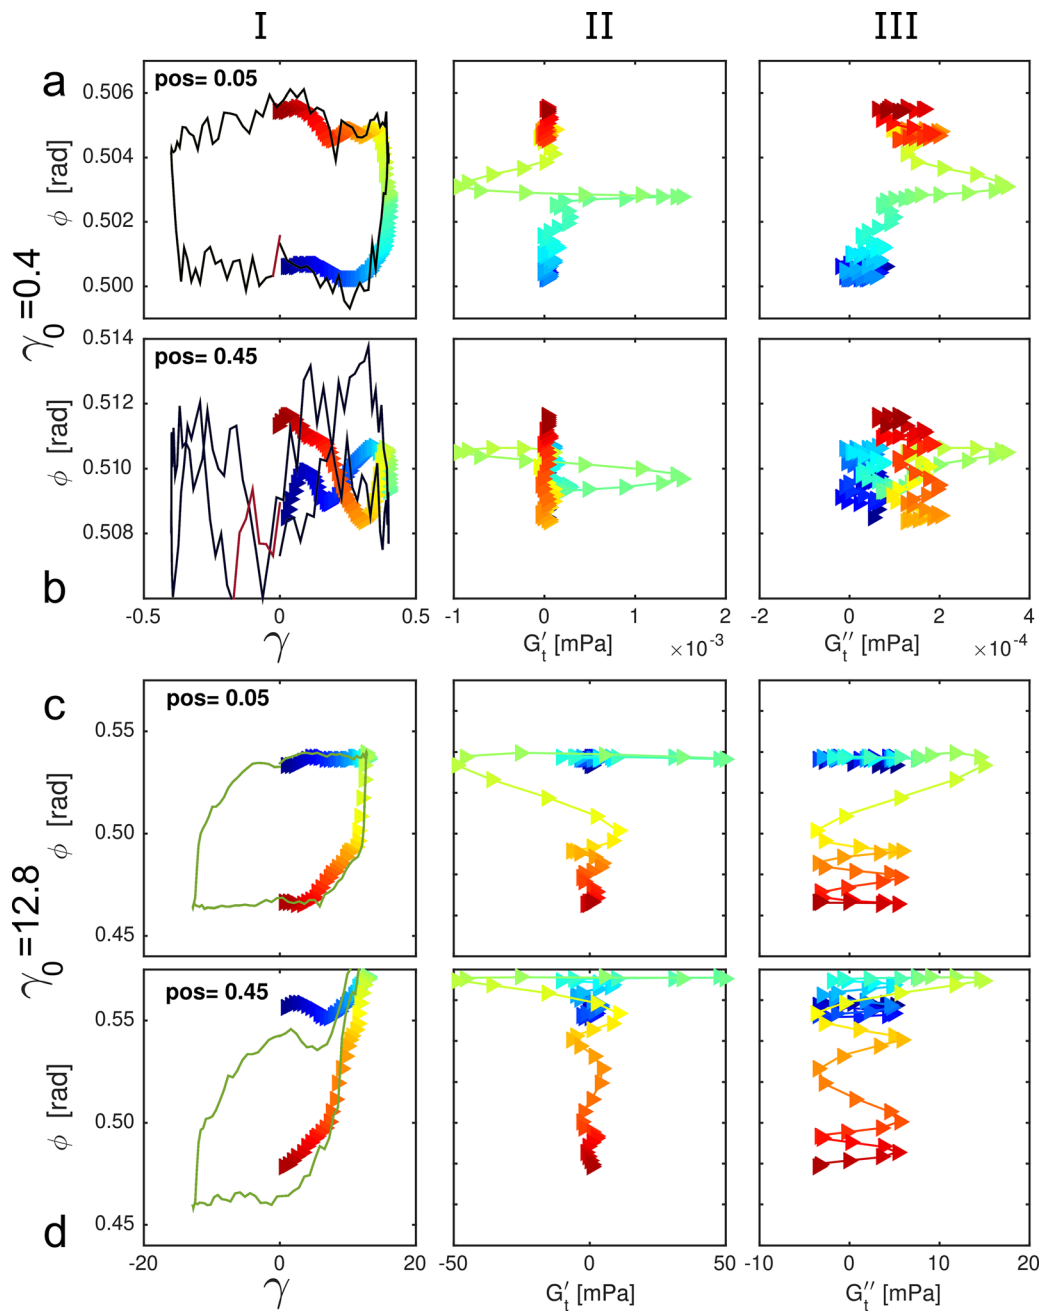 I II III
a
pos= 0.05
0.506
0.504
0.502
0.500
ϕ [rad]
γ0 =0.4
0.514
pos= 0.45
0.512
0.510
0.508
ϕ [rad]
b
-0.5 0 0.5 -1 0 1 2 -2 0 2 4
γ G′t [mPa] ×10-3 G′′t [mPa] ×10-4
c
pos= 0.05
0.55
0.50
0.45
ϕ [rad]
γ0 =12.8
pos= 0.45
0.55
0.50
0.45
ϕ [rad]
d
-20 0 20 -50 0 50 -10 0 10 20
γ G′t [mPa] G′′t [mPa]